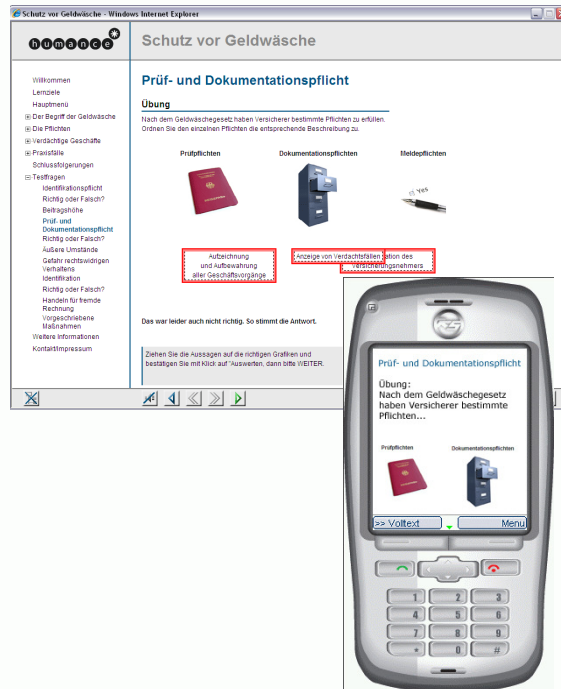 Schutz vor Geldwäsche - Windows Internet Explorer
humance
Schutz vor Geldwäsche
Willkommen
Lernziele
Hauptmenü
Der Begriff der Geldwäsche
Die Pflichten
Verdächtige Geschäfte
Praxisfälle
Schlussfolgerungen
Testfragen
Identifikationspflicht
Richtig oder Falsch?
Beitragshöhe
Prüf- und
Dokumentationspflicht
Richtig oder Falsch?
Äußere Umstände
Gefahr rechtswidrigen
Verhaltens
Identifikation
Richtig oder Falsch?
Handeln für fremde
Rechnung
Vorgeschriebene
Maßnahmen
Weitere Informationen
Kontakt/Impressum
Prüf- und Dokumentationspflicht
Übung
Nach dem Geldwäschegesetz haben Versicherer bestimmte Pflichten zu erfüllen.
Ordnen Sie den einzelnen Pflichten die entsprechende Beschreibung zu.
Prüfpflichten Dokumentationspflichten Meldepflichten
Yes
Aufzeichnung
und Aufbewahrung
aller Geschäftsvorgänge
Anzeige von Verdachtsfällen
ation des
Versicherungsnehmers
Das war leider auch nicht richtig. So stimmt die Antwort.
Ziehen Sie die Aussagen auf die richtigen Grafiken und
bestätigen Sie mit Klick auf "Auswerten, dann bitte WEITER.
Prüf- und Dokumentationspflicht
Übung:
Nach dem Geldwäschegesetz
haben Versicherer bestimmte
Pflichten...
Prüfpflichten Dokumentationspflichten
>> Volltext Menu
1 2 3
4 5 6
7 8 9
* 0 #